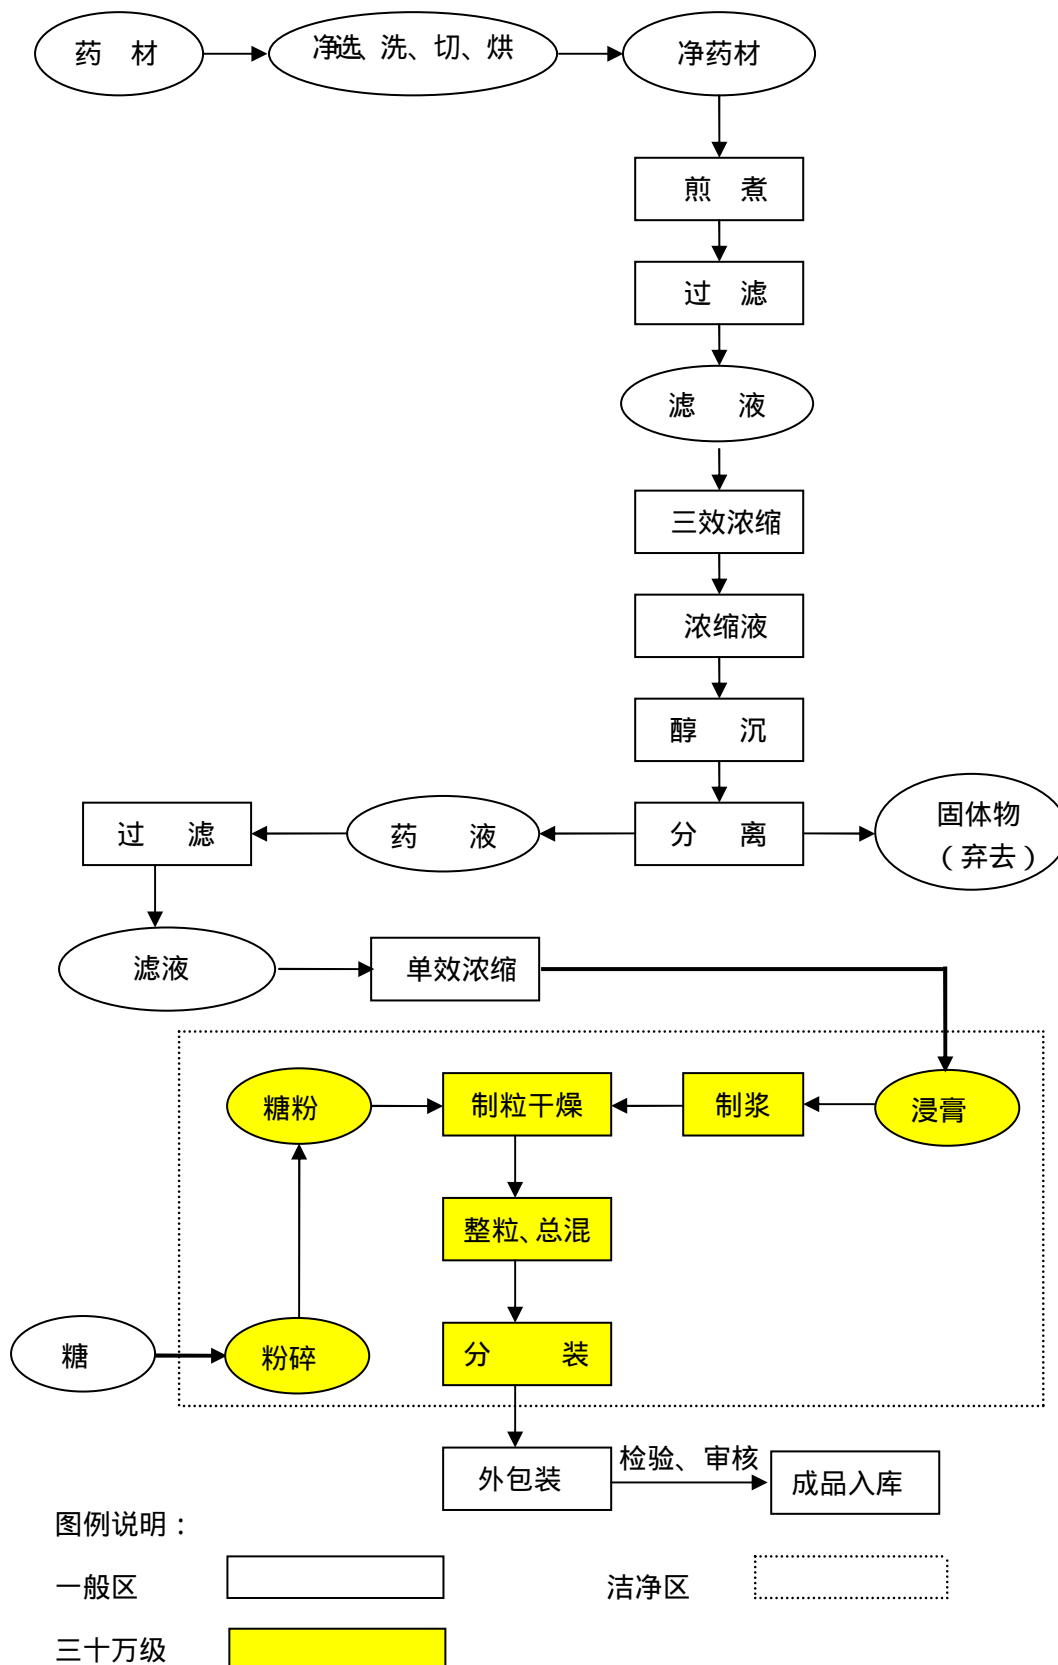 药 材
净选、洗、切、烘
净药材
煎 煮
过 滤
滤 液
三效浓缩
浓缩液
醇 沉
过 滤
药 液
分 离
固体物
（弃去）
滤液
单效浓缩
糖粉
制粒干燥
制浆
浸膏
整粒、总混
糖
粉碎
分 装
外包装
检验、审核
成品入库
图例说明：
一般区
洁净区
三十万级